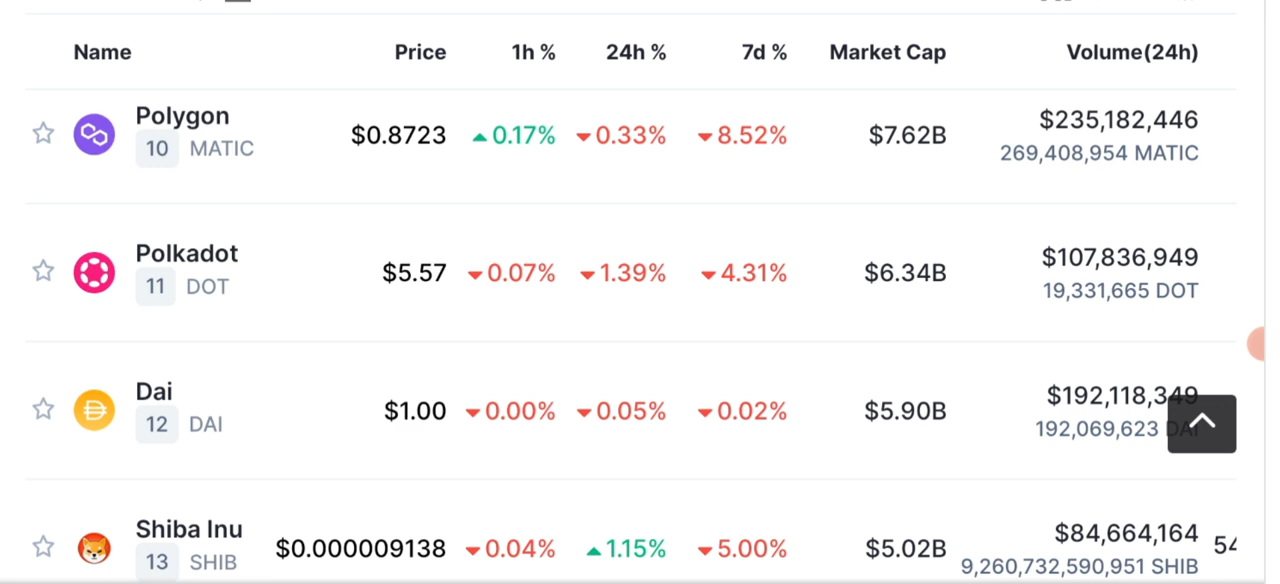 Name Price 1h % 24h % 7d % Market Cap Volume(24h)
Polygon
10 MATIC $0.8723 0.17% 0.33% 8.52% $7.62B $235,182,446
269,408,954 MATIC
Polkadot
11 DOT $5.57 0.07% 1.39% 4.31% $6.34B $107,836,949
19,331,665 DOT
Dai
12 DAI $1.00 0.00% 0.05% 0.02% $5.90B $192,118,349
192,069,623 DAI
Shiba Inu
13 SHIB $0.000009138 0.04% 1.15% 5.00% $5.02B $84,664,164
9,260,732,590,951 SHIB